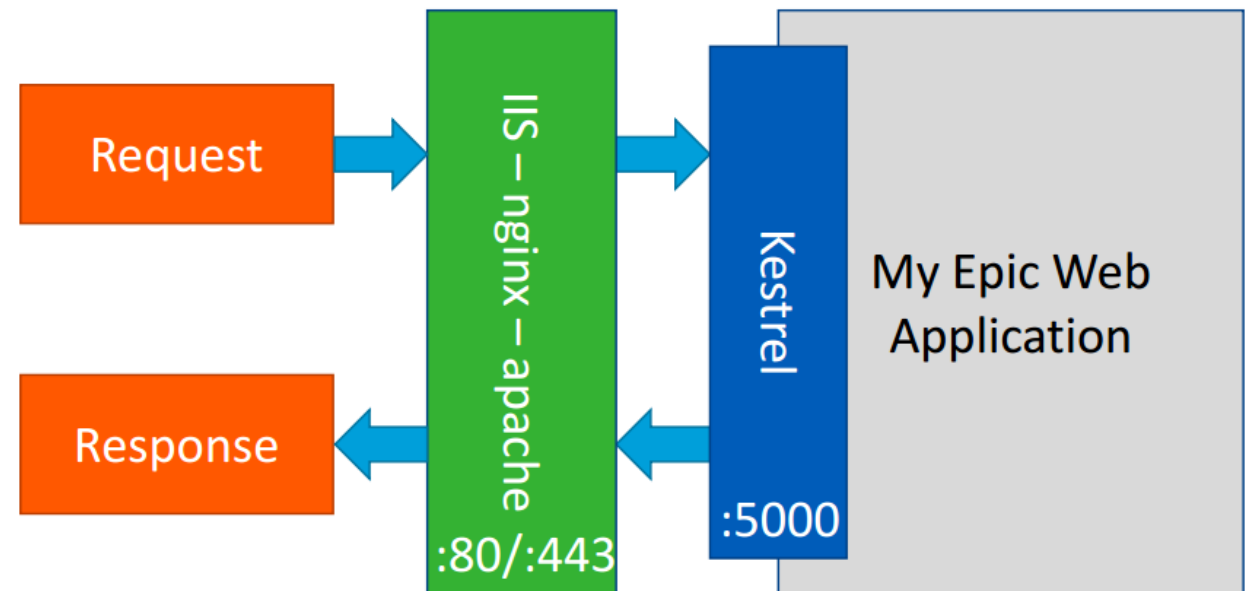 Request
Response
IIS – nginx – apache
:80/:443
Kestrel
:5000
My Epic Web
Application